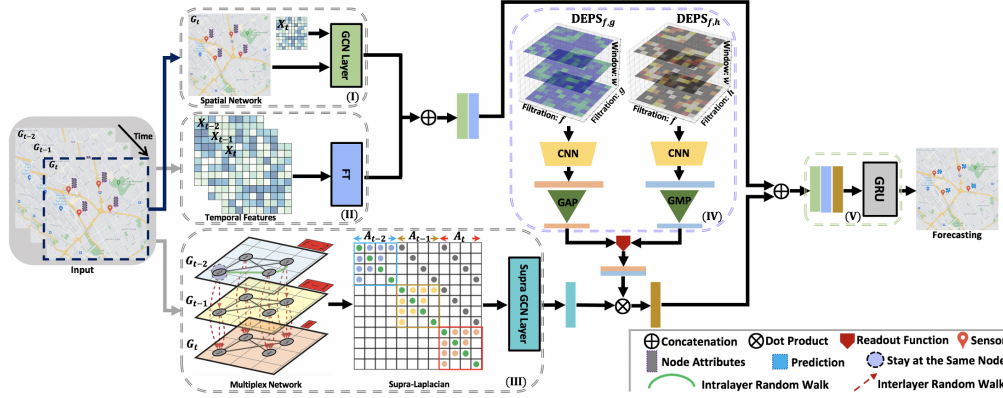 G_t
X_t
GCN Layer
Spatial Network
(I)
G_{t-2}
G_{t-1}
G_t
Time
Input
X_{t-2}
X_{t-1}
X_t
FT
Temporal Features
(II)
G_{t-2}
G_{t-1}
G_t
Multiplex Network
A_{t-2}
A_{t-1}
A_t
Supra-Laplacian
Supra GCN Layer
(III)
DEPS_{f,g}
DEPS_{f,h}
Window: w
Filtration: f
Filtration: g
Window: w
Filtration: f
Filtration: h
CNN
CNN
GAP
GMP
(IV)
GRU
(V)
Forecasting
Concatenation
Dot Product
Readout Function
Sensor
Node Attributes
Prediction
Stay at the Same Node
Intralayer Random Walk
Interlayer Random Walk